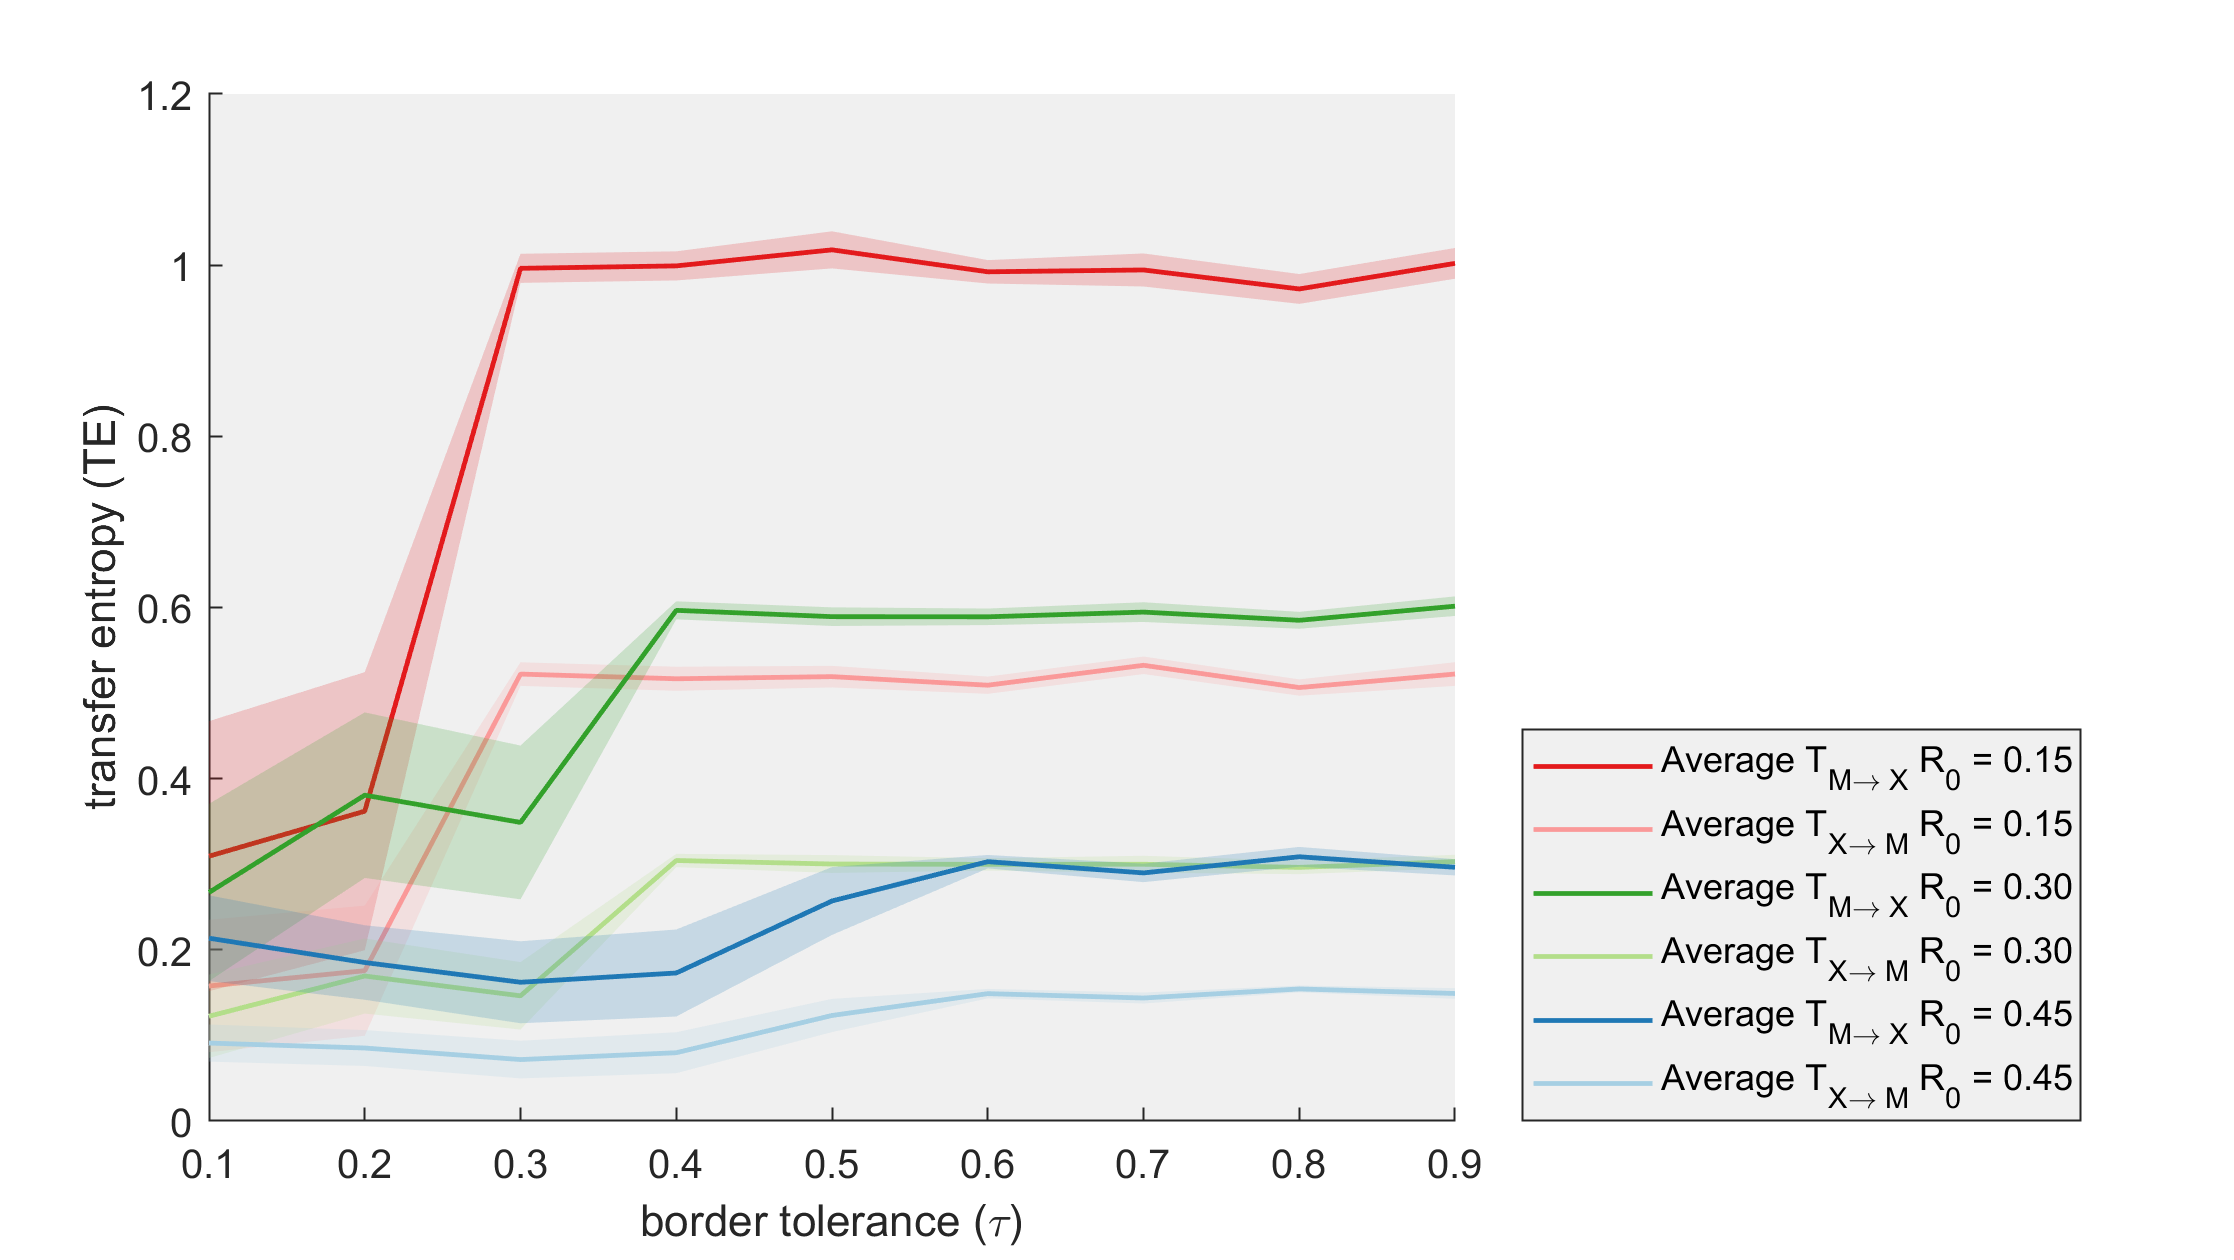 1.2
1
0.8
0.6
0.4
0.2
0
0.1 0.2 0.3 0.4 0.5 0.6 0.7 0.8 0.9
transfer entropy (TE)
border tolerance (τ)
Average T M→ X R0 = 0.15
Average T X→ M R0 = 0.15
Average T M→ X R0 = 0.30
Average T X→ M R0 = 0.30
Average T M→ X R0 = 0.45
Average T X→ M R0 = 0.45